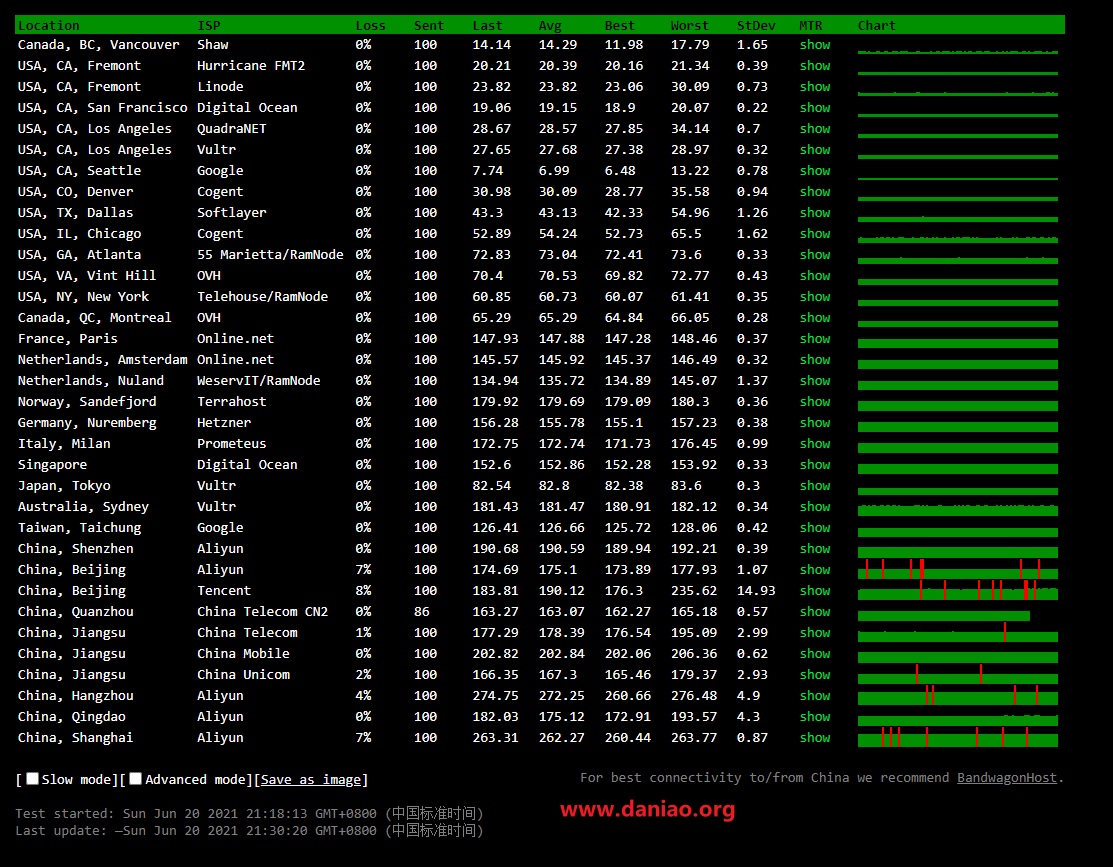 Location ISP Loss Sent Last Avg Best Worst StDev MTR Chart
Canada, BC, Vancouver Shaw 0% 100 14.14 14.29 11.98 17.79 1.65 show
USA, CA, Fremont Hurricane FMT2 0% 100 20.21 20.39 20.16 21.34 0.39 show
USA, CA, Fremont Linode 0% 100 23.82 23.82 23.06 30.09 0.73 show
USA, CA, San Francisco Digital Ocean 0% 100 19.06 19.15 18.9 20.07 0.22 show
USA, CA, Los Angeles QuadraNET 0% 100 28.67 28.57 27.85 34.14 0.7 show
USA, CA, Los Angeles Vultr 0% 100 27.65 27.68 27.38 28.97 0.32 show
USA, CA, Seattle Google 0% 100 7.74 6.99 6.48 13.22 0.78 show
USA, CO, Denver Cogent 0% 100 30.98 30.09 28.77 35.58 0.94 show
USA, TX, Dallas Softlayer 0% 100 43.3 43.13 42.33 54.96 1.26 show
USA, IL, Chicago Cogent 0% 100 52.89 54.24 52.73 65.5 1.62 show
USA, GA, Atlanta 55 Marietta/RamNode 0% 100 72.83 73.04 72.41 73.6 0.33 show
USA, VA, Vint Hill OVH 0% 100 70.4 70.53 69.82 72.77 0.43 show
USA, NY, New York Telehouse/RamNode 0% 100 60.85 60.73 60.07 61.41 0.35 show
Canada, QC, Montreal OVH 0% 100 65.29 65.29 64.84 66.05 0.28 show
France, Paris Online.net 0% 100 147.93 147.88 147.28 148.46 0.37 show
Netherlands, Amsterdam Online.net 0% 100 145.57 145.92 145.37 146.49 0.32 show
Netherlands, Nuland WeservIT/RamNode 0% 100 134.94 135.72 134.89 145.07 1.37 show
Norway, Sandefjord Terrahost 0% 100 179.92 179.69 179.09 180.3 0.36 show
Germany, Nuremberg Hetzner 0% 100 156.28 155.78 155.1 157.23 0.38 show
Italy, Milan Prometeus 0% 100 172.75 172.74 171.73 176.45 0.99 show
Singapore Digital Ocean 0% 100 152.6 152.86 152.28 153.92 0.33 show
Japan, Tokyo Vultr 0% 100 82.54 82.8 82.38 83.6 0.3 show
Australia, Sydney Vultr 0% 100 181.43 181.47 180.91 182.12 0.34 show
Taiwan, Taichung Google 0% 100 126.41 126.66 125.72 128.06 0.42 show
China, Shenzhen Aliyun 0% 100 190.68 190.59 189.94 192.21 0.39 show
China, Beijing Aliyun 7% 100 174.69 175.1 173.89 177.93 1.07 show
China, Beijing Tencent 8% 100 183.81 190.12 176.3 235.62 14.93 show
China, Quanzhou China Telecom CN2 0% 86 163.27 163.07 162.27 165.18 0.57 show
China, Jiangsu China Telecom 1% 100 177.29 178.39 176.54 195.09 2.99 show
China, Jiangsu China Mobile 0% 100 202.82 202.84 202.06 206.36 0.62 show
China, Jiangsu China Unicom 2% 100 166.35 167.3 165.46 179.37 2.93 show
China, Hangzhou Aliyun 4% 100 274.75 272.25 260.66 276.48 4.9 show
China, Qingdao Aliyun 0% 100 182.03 175.12 172.91 193.57 4.3 show
China, Shanghai Aliyun 7% 100 263.31 262.27 260.44 263.77 0.87 show
[Slow mode][Advanced mode][Save as image] For best connectivity to/from China we recommend BandwagonHost.
Test started: Sun Jun 20 2021 21:18:13 GMT+0800 (中国标准时间)
www.daniao.org
Last update: —Sun Jun 20 2021 21:30:20 GMT+0800 (中国标准时间)